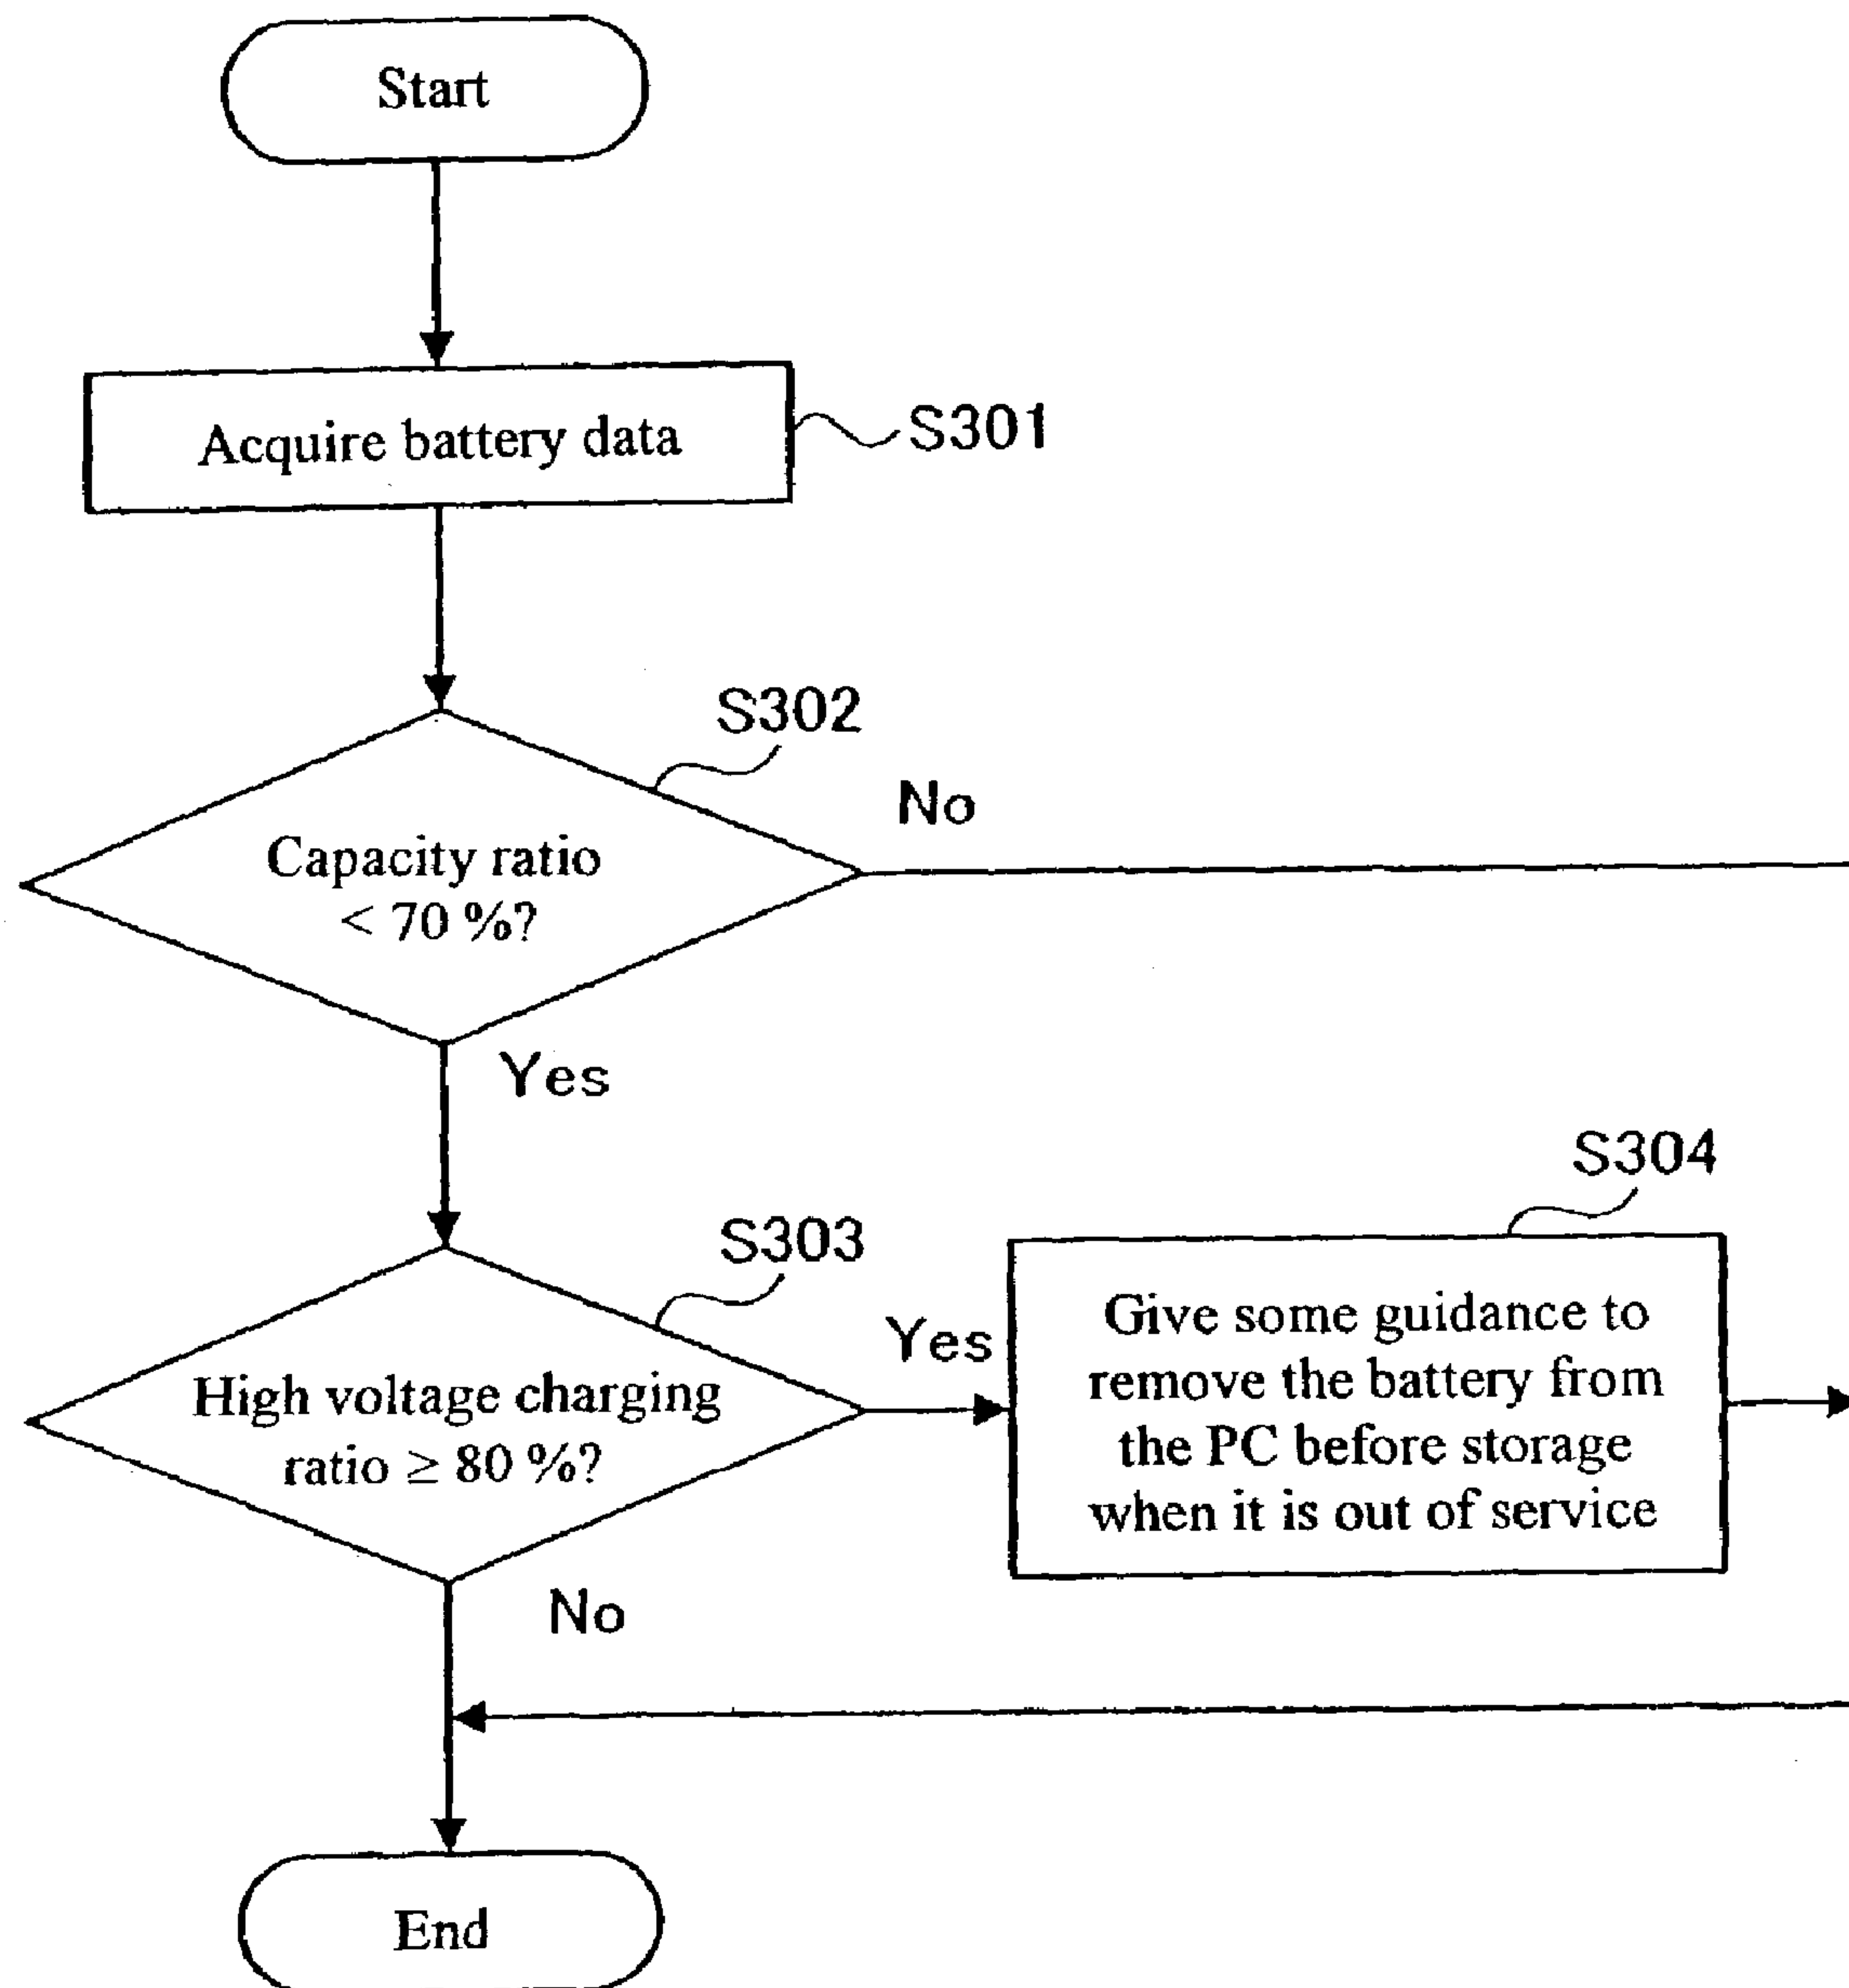 Start
Acquire battery data
S301
S302
No
Capacity ratio
< 70 %?
Yes
S303
High voltage charging
ratio ≥ 80 %?
Yes
S304
Give some guidance to
remove the battery from
the PC before storage
when it is out of service
No
End